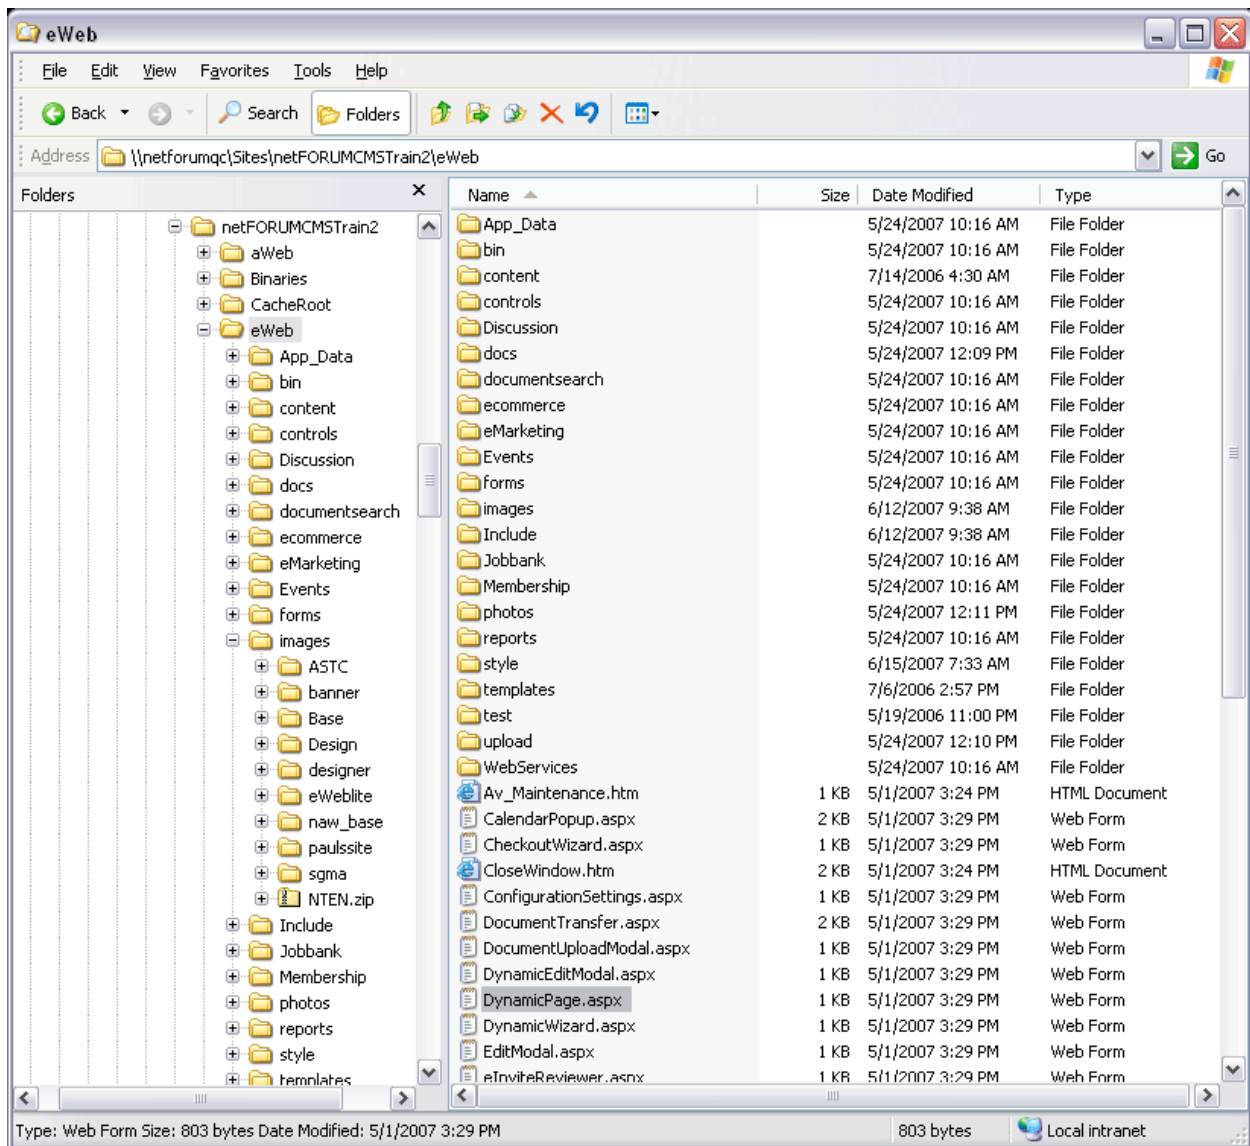 eWeb
File Edit View Favorites Tools Help
Back Search Folders
Address \\netforumqc\Sites\netFORUMCMSTrain2\eWeb Go
Folders
netFORUMCMSTrain2
aWeb
Binaries
CacheRoot
eWeb
App_Data
bin
content
controls
Discussion
docs
documentsearch
ecommerce
eMarketing
Events
forms
images
ASTC
banner
Base
Design
designer
eWeblite
naw_base
paulssite
sgma
NTEN.zip
Include
Jobbank
Membership
photos
reports
style
templates
Name Size Date Modified Type
App_Data 5/24/2007 10:16 AM File Folder
bin 5/24/2007 10:16 AM File Folder
content 7/14/2006 4:30 AM File Folder
controls 5/24/2007 10:16 AM File Folder
Discussion 5/24/2007 10:16 AM File Folder
docs 5/24/2007 12:09 PM File Folder
documentsearch 5/24/2007 10:16 AM File Folder
ecommerce 5/24/2007 10:16 AM File Folder
eMarketing 5/24/2007 10:16 AM File Folder
Events 5/24/2007 10:16 AM File Folder
forms 5/24/2007 10:16 AM File Folder
images 6/12/2007 9:38 AM File Folder
Include 6/12/2007 9:38 AM File Folder
Jobbank 5/24/2007 10:16 AM File Folder
Membership 5/24/2007 10:16 AM File Folder
photos 5/24/2007 12:11 PM File Folder
reports 5/24/2007 10:16 AM File Folder
style 6/15/2007 7:33 AM File Folder
templates 7/6/2006 2:57 PM File Folder
test 5/19/2006 11:00 PM File Folder
upload 5/24/2007 12:10 PM File Folder
WebServices 5/24/2007 10:16 AM File Folder
Av_Maintenance.htm 1 KB 5/1/2007 3:24 PM HTML Document
CalendarPopup.aspx 2 KB 5/1/2007 3:29 PM Web Form
CheckoutWizard.aspx 1 KB 5/1/2007 3:29 PM Web Form
CloseWindow.htm 2 KB 5/1/2007 3:24 PM HTML Document
ConfigurationSettings.aspx 1 KB 5/1/2007 3:29 PM Web Form
DocumentTransfer.aspx 2 KB 5/1/2007 3:29 PM Web Form
DocumentUploadModal.aspx 1 KB 5/1/2007 3:29 PM Web Form
DynamicEditModal.aspx 1 KB 5/1/2007 3:29 PM Web Form
DynamicPage.aspx 1 KB 5/1/2007 3:29 PM Web Form
DynamicWizard.aspx 1 KB 5/1/2007 3:29 PM Web Form
EditModal.aspx 1 KB 5/1/2007 3:29 PM Web Form
eInviteReviewer.aspx 1 KB 5/1/2007 3:29 PM Web Form
Type: Web Form Size: 803 bytes Date Modified: 5/1/2007 3:29 PM 803 bytes Local intranet